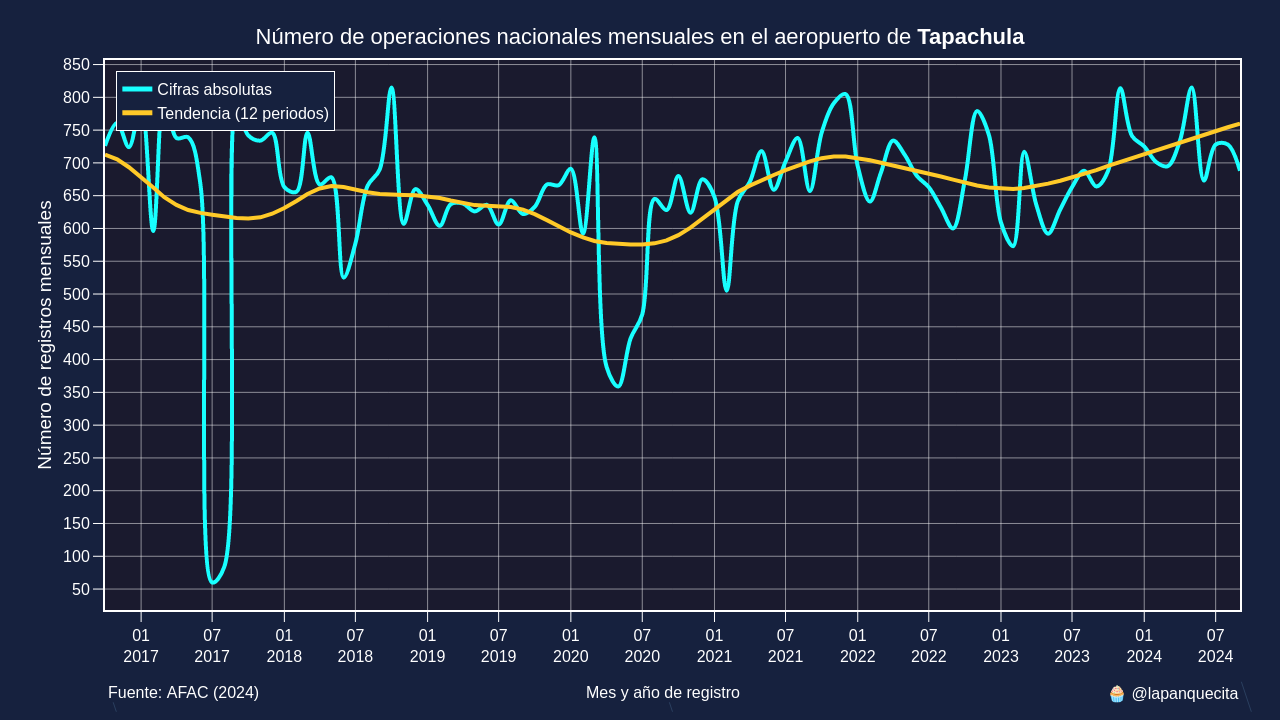 Número de operaciones nacionales mensuales en el aeropuerto de Tapachula
Cifras absolutas
Tendencia (12 periodos)
Número de registros mensuales
850
800
750
700
650
600
550
500
450
400
350
300
250
200
150
100
50
01 07 01 07 01 07 01 07 01 07 01 07 01 07 01 07
2017 2017 2018 2018 2019 2019 2020 2020 2021 2021 2022 2022 2023 2023 2024 2024
Fuente: AFAC (2024)
Mes y año de registro
🧁 @lapanquecita